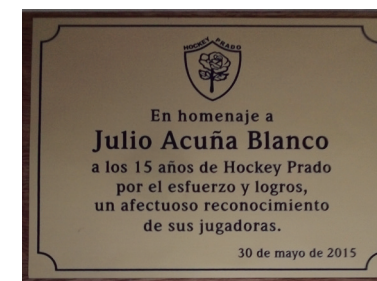 HOCKEY PRADO
En homenaje a
Julio Acuña Blanco
a los 15 años de Hockey Prado
por el esfuerzo y logros,
un afectuoso reconocimiento
de sus jugadoras.
30 de mayo de 2015